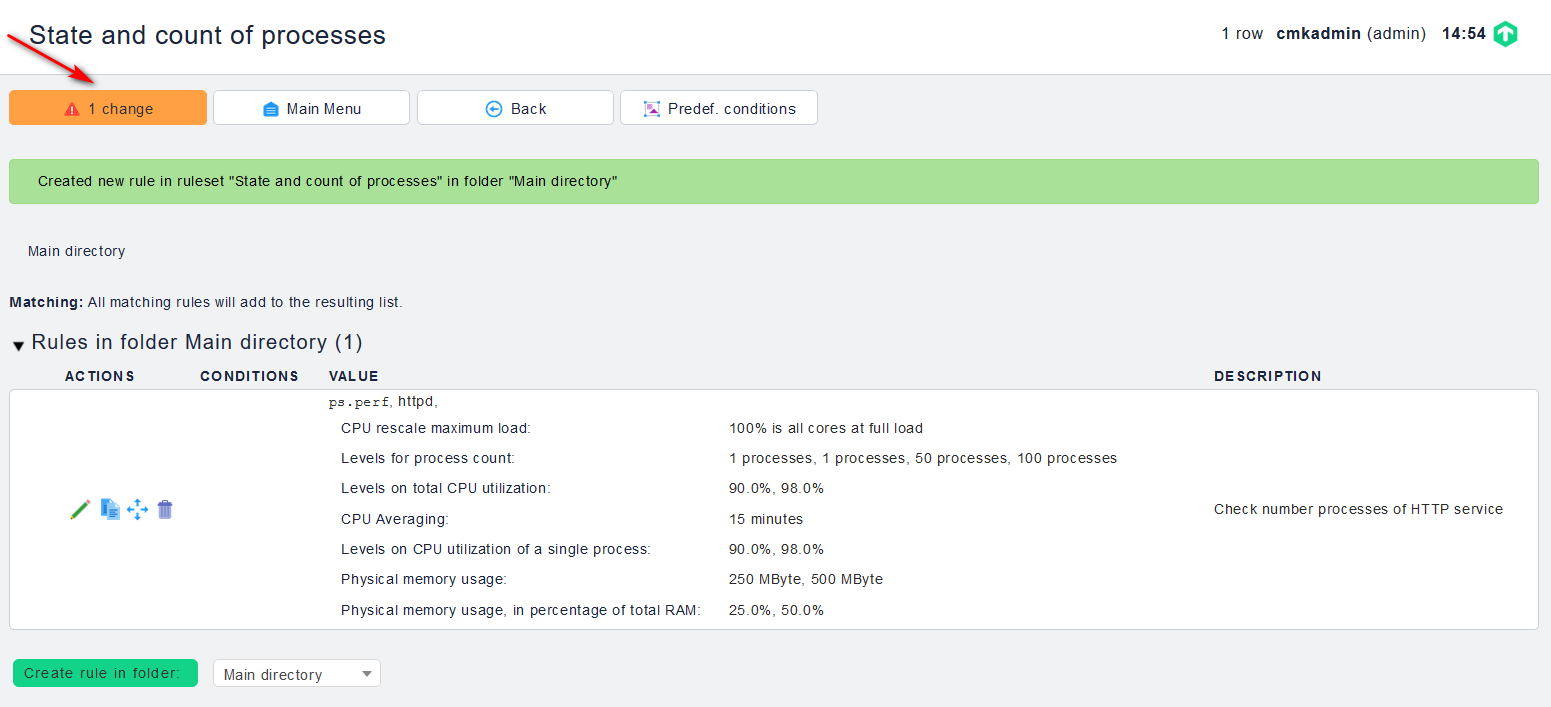 State and count of processes
1 row cmkadmin (admin) 14:54
1 change Main Menu Back Predef. conditions
Created new rule in ruleset "State and count of processes" in folder "Main directory"
Main directory
Matching: All matching rules will add to the resulting list.
Rules in folder Main directory (1)
ACTIONS CONDITIONS VALUE DESCRIPTION
ps.perf, httpd,
CPU rescale maximum load: 100% is all cores at full load
Levels for process count: 1 processes, 1 processes, 50 processes, 100 processes
Levels on total CPU utilization: 90.0%, 98.0%
Check number processes of HTTP service
CPU Averaging: 15 minutes
Levels on CPU utilization of a single process: 90.0%, 98.0%
Physical memory usage: 250 MByte, 500 MByte
Physical memory usage, in percentage of total RAM: 25.0%, 50.0%
Create rule in folder: Main directory